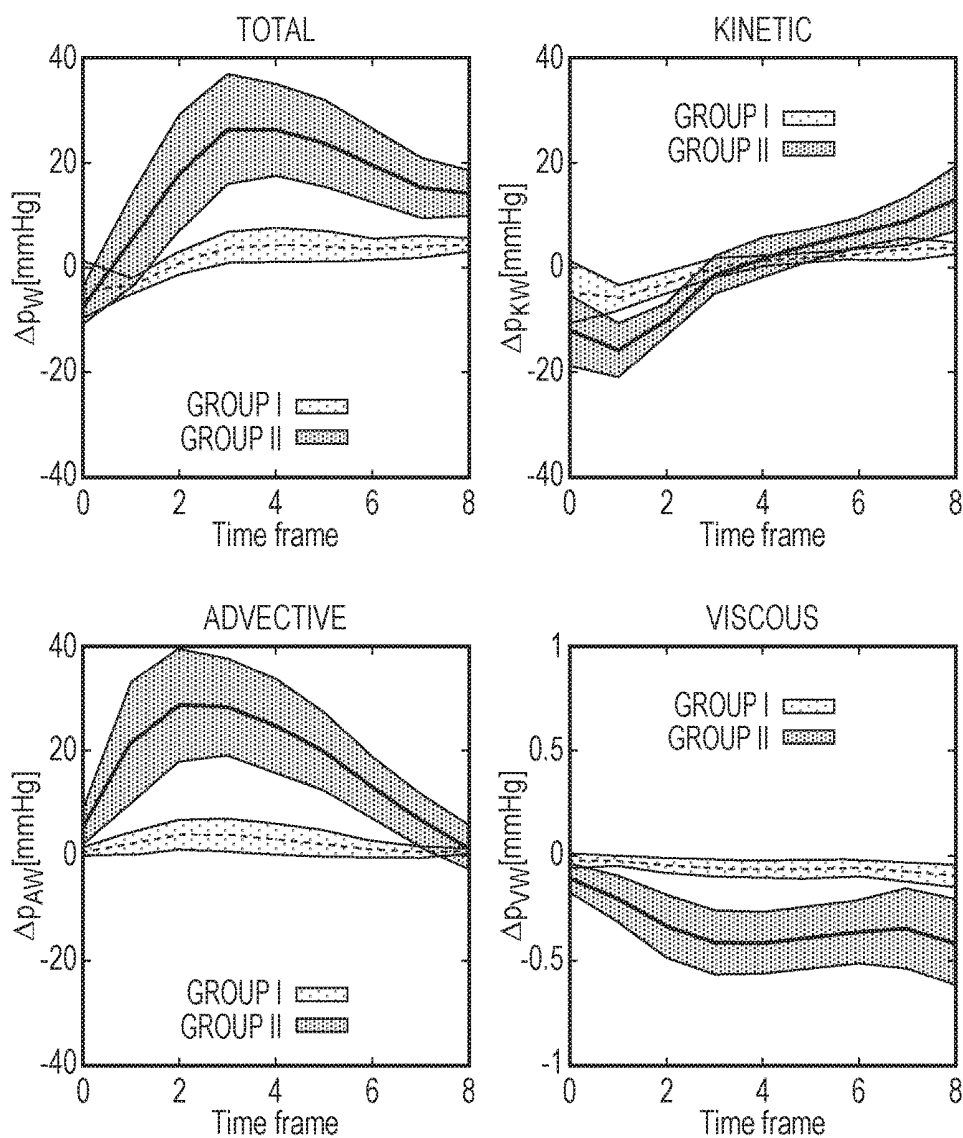 TOTAL
40
20
0
-20
-40
Δp_W[mmHg]
GROUP I
GROUP II
0 2 4 6 8
Time frame
KINETIC
40
20
0
-20
-40
Δp_KW[mmHg]
GROUP I
GROUP II
0 2 4 6 8
Time frame
ADVECTIVE
40
20
0
-20
-40
Δp_AW[mmHg]
GROUP I
GROUP II
0 2 4 6 8
Time frame
VISCOUS
1
0.5
0
-0.5
-1
Δp_VW[mmHg]
GROUP I
GROUP II
0 2 4 6 8
Time frame